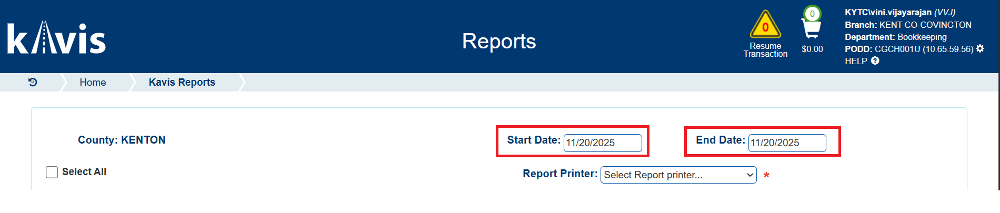 kavis
Reports
0
Resume
Transaction
0
$0.00
KYTC\vini.vijayarajan (VVJ)
Branch: KENT CO-COVINGTON
Department: Bookkeeping
PODD: CGCH001U (10.65.59.56)
HELP ?
Home
Kavis Reports
County: KENTON
Start Date: 11/20/2025
End Date: 11/20/2025
Select All
Report Printer: Select Report printer... *